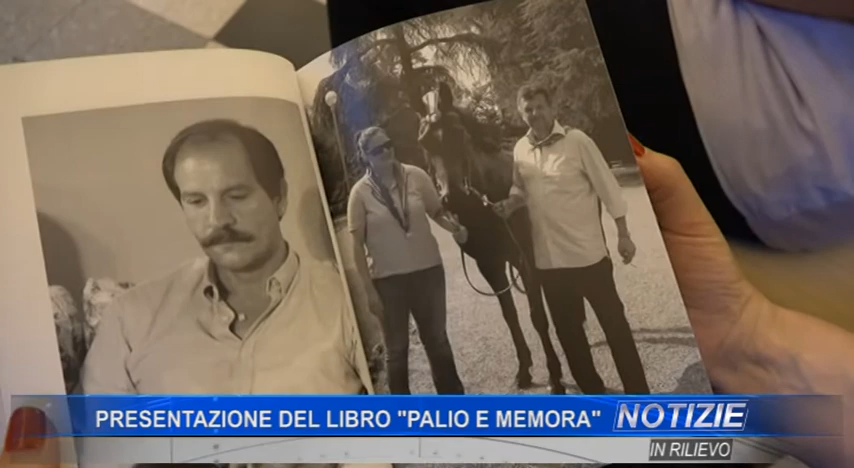 PRESENTAZIONE DEL LIBRO "PALIO E MEMORA" NOTIZIE
IN RILIEVO